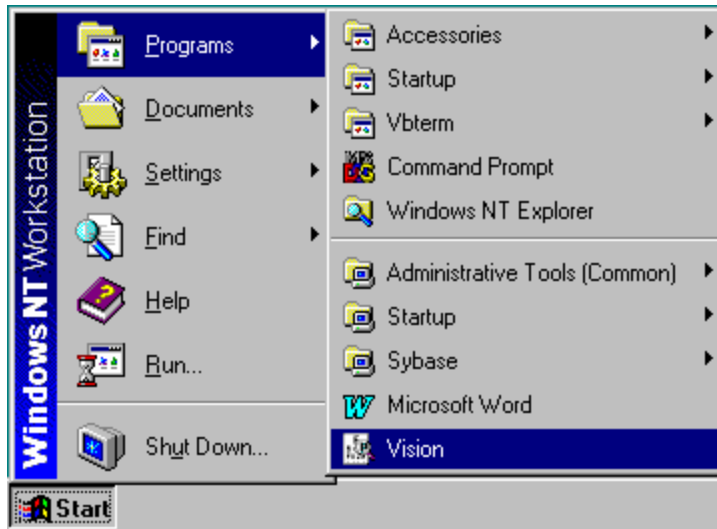 Windows NT Workstation
Programs
Documents
Settings
Find
Help
Run...
Shut Down...
Accessories
Startup
Vbterm
Command Prompt
Windows NT Explorer
Administrative Tools (Common)
Startup
Sybase
Microsoft Word
Vision
Start